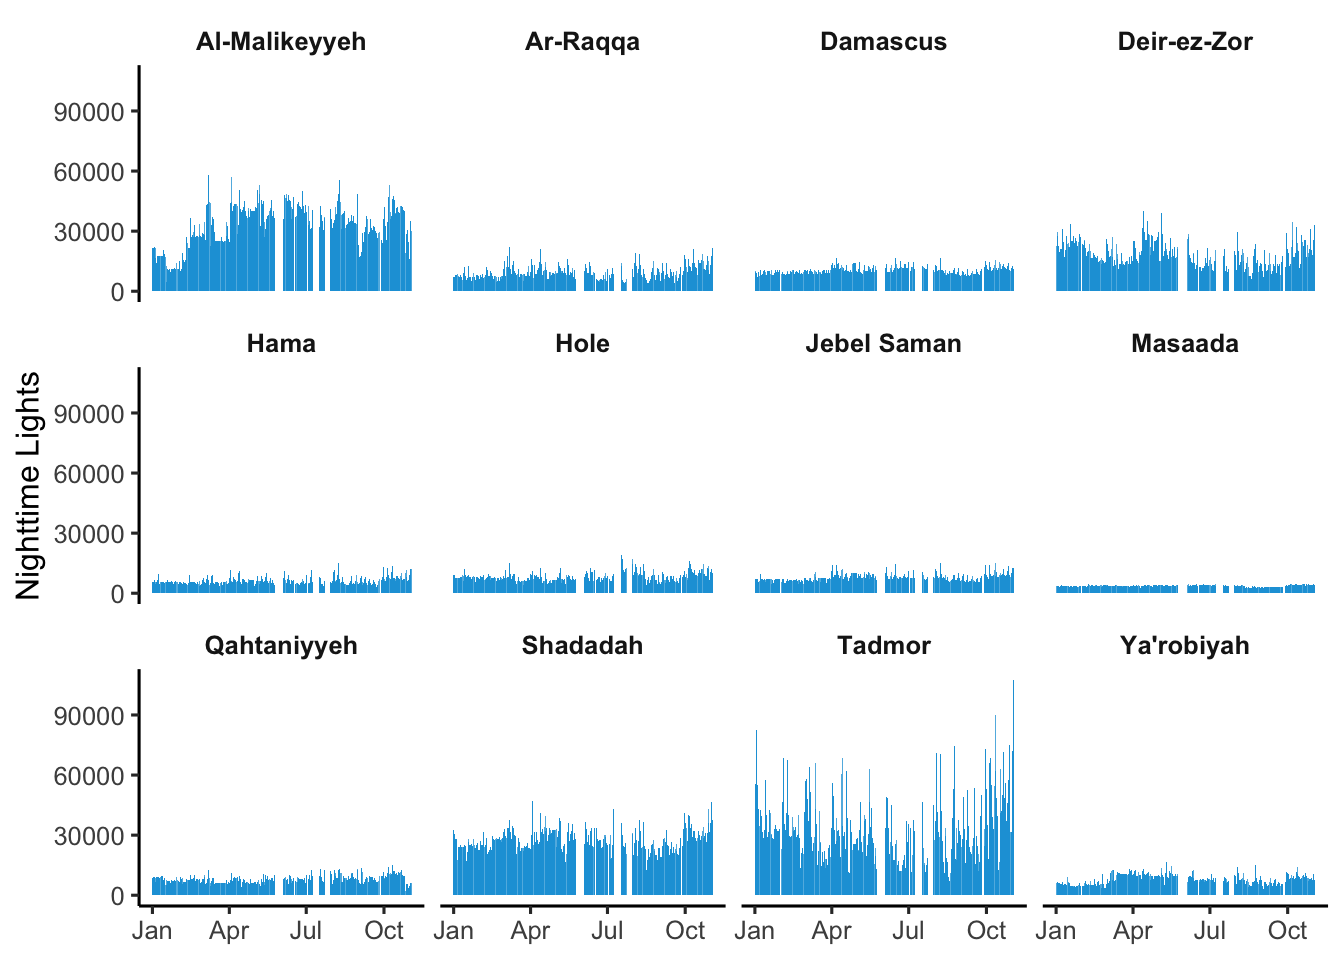 Al-Malikeyyeh Ar-Raqqa Damascus Deir-ez-Zor
90000
60000
30000
0
Hama Hole Jebel Saman Masaada
Nighttime Lights
90000
60000
30000
0
Qahtaniyyeh Shadadah Tadmor Ya'robiyah
90000
60000
30000
0
Jan Apr Jul Oct Jan Apr Jul Oct Jan Apr Jul Oct Jan Apr Jul Oct